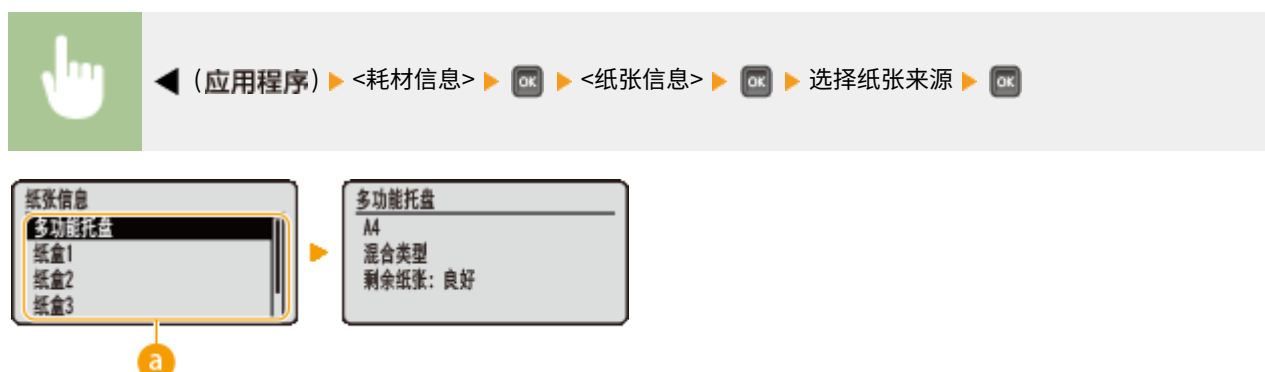 ◀ (应用程序) ▶ <耗材信息> ▶ OK ▶ <纸张信息> ▶ OK ▶ 选择纸张来源 ▶ OK
纸张信息
多功能托盘
纸盒1
纸盒2
纸盒3
a
多功能托盘
A4
混合类型
剩余纸张: 良好